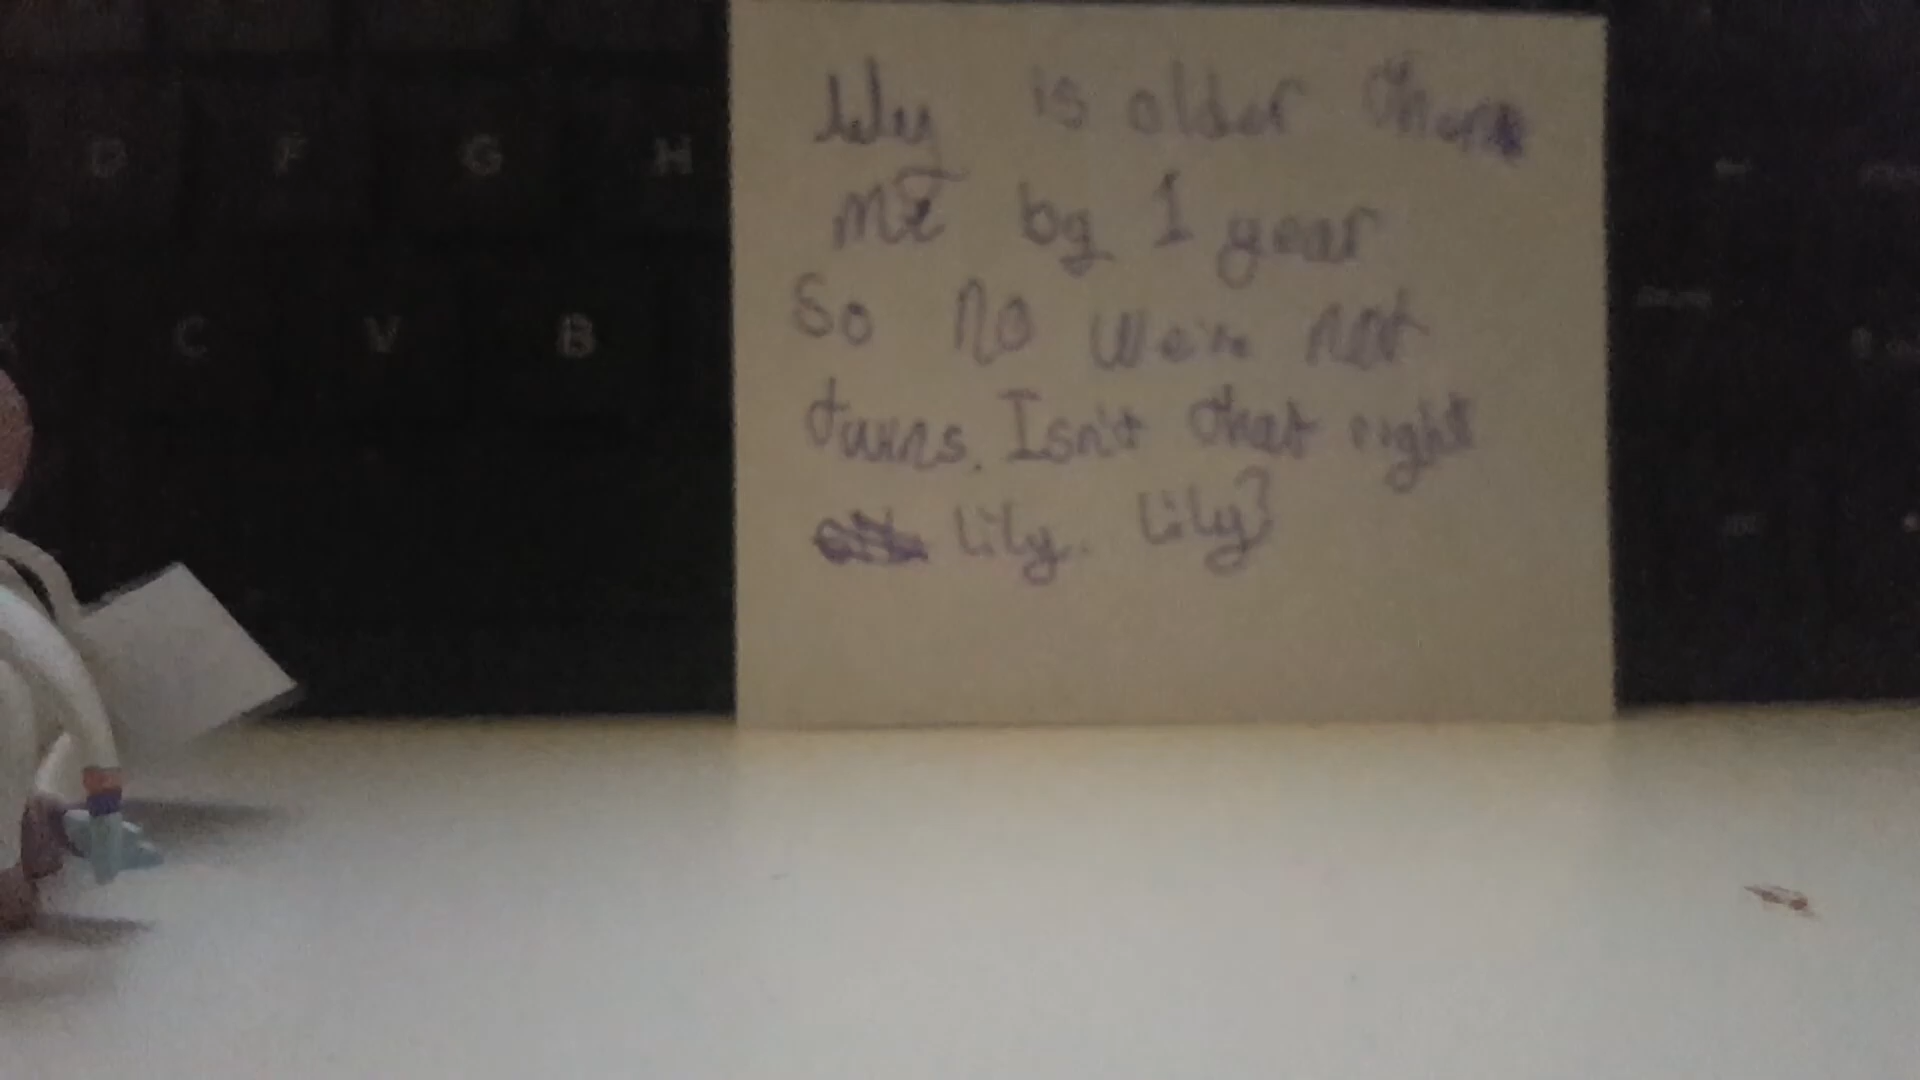 D F G H
C V B
Lily is older than
me by 1 year
So no we're not
twins. Isn't that right
lily. Lily?